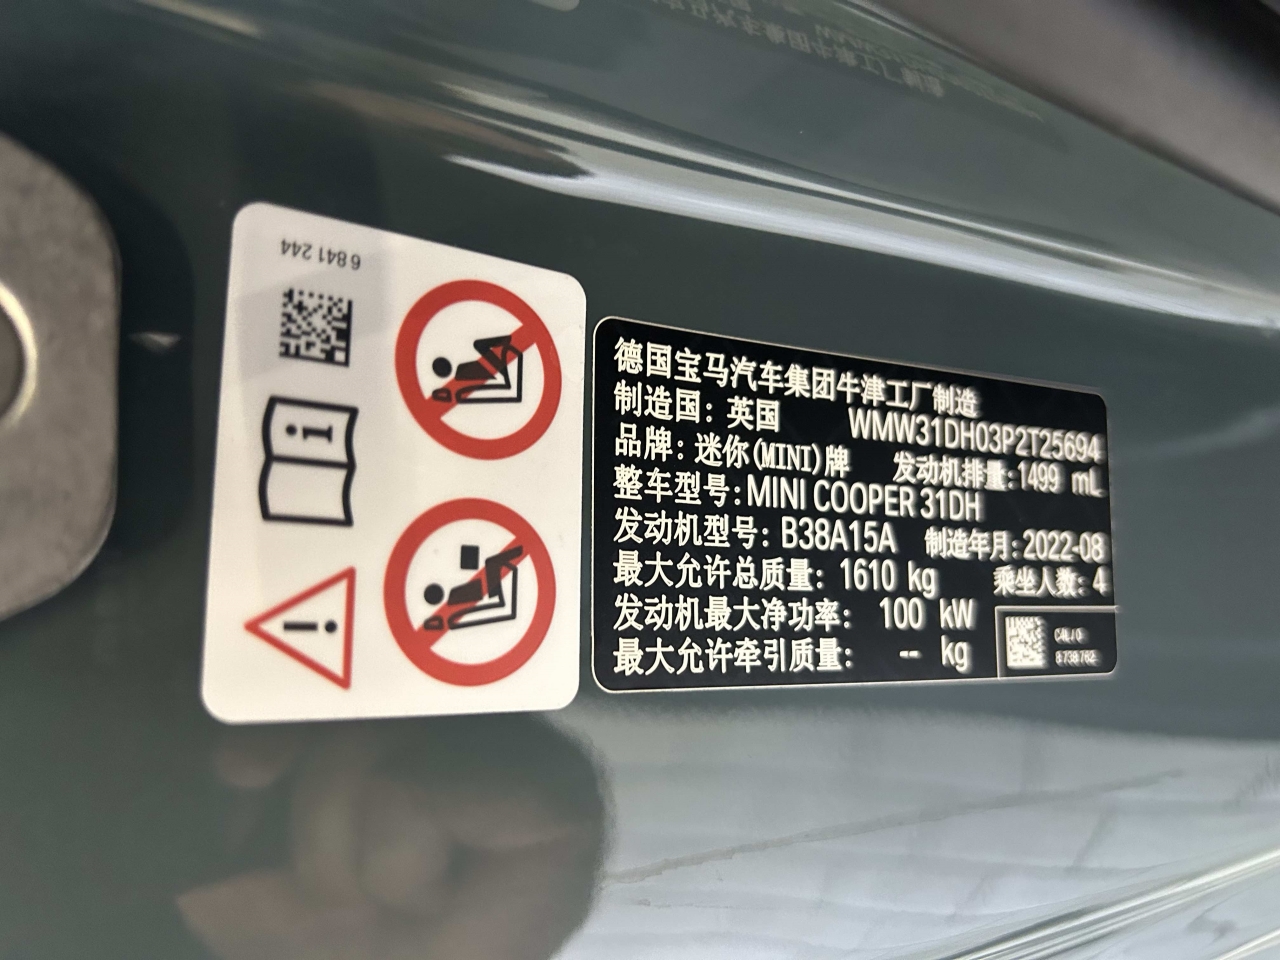 6 841 244
德国宝马汽车集团牛津工厂制造
制造国：英国 WMW31DH03P2T25694
品牌：迷你(MINI)牌 发动机排量：1499 mL
整车型号：MINI COOPER 31DH
发动机型号：B38A15A 制造年月：2022-08
最大允许总质量：1610 kg 乘坐人数：4
发动机最大净功率：100 kW
最大允许牵引质量：-- kg
8738762